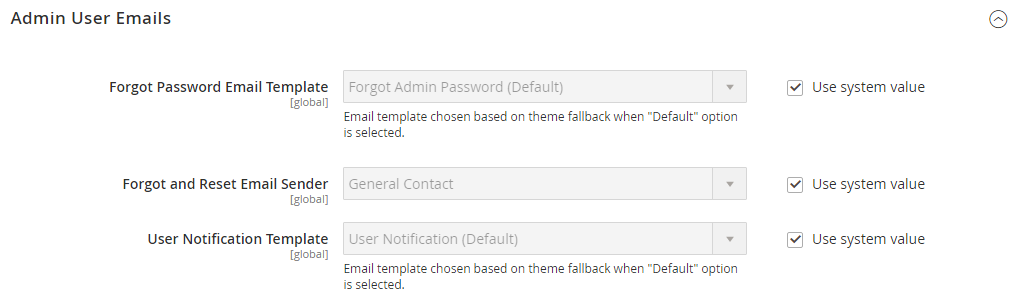 Admin User Emails
Forgot Password Email Template Forgot Admin Password (Default) Use system value
[global]
Email template chosen based on theme fallback when "Default" option
is selected.
Forgot and Reset Email Sender General Contact Use system value
[global]
User Notification Template User Notification (Default) Use system value
[global]
Email template chosen based on theme fallback when "Default" option
is selected.